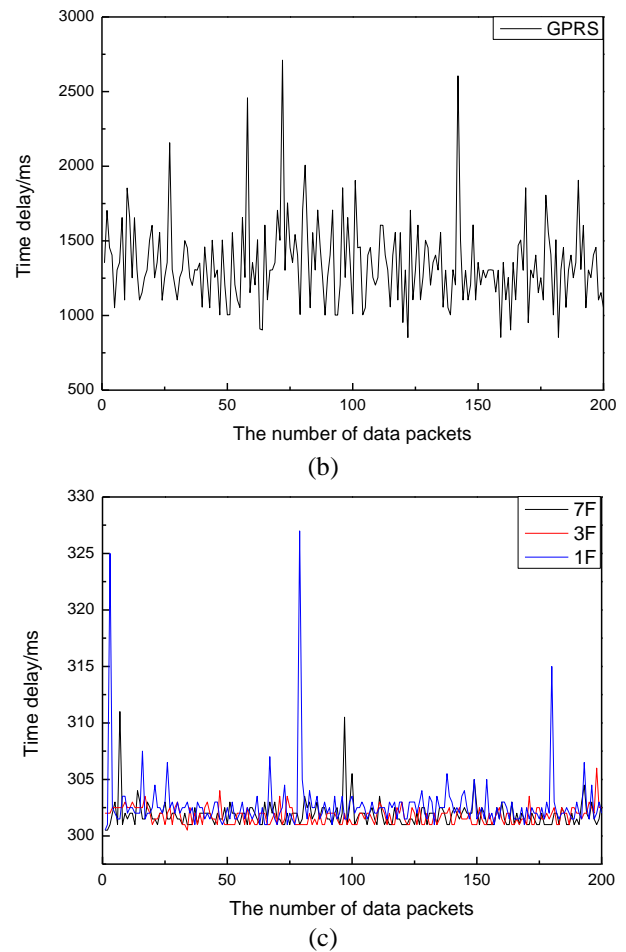 3000
GPRS
2500
2000
1500
1000
500
Time delay/ms
0
50
100
150
200
The number of data packets
(b)
330
7F
3F
1F
325
320
315
310
305
300
Time delay/ms
0
50
100
150
200
The number of data packets
(c)